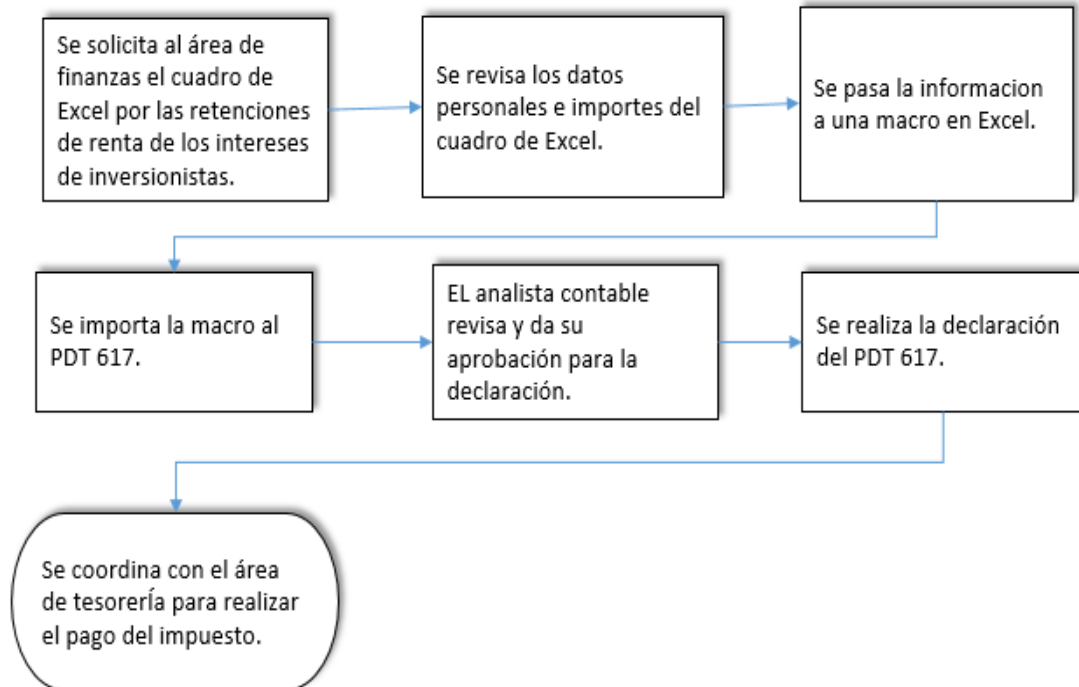 Se solicita al área de
finanzas el cuadro de
Excel por las retenciones
de renta de los intereses
de inversionistas.
Se revisa los datos
personales e importes del
cuadro de Excel.
Se pasa la informacion
a una macro en Excel.
Se importa la macro al
PDT 617.
EL analista contable
revisa y da su
aprobación para la
declaración.
Se realiza la declaración
del PDT 617.
Se coordina con el área
de tesorerÍa para realizar
el pago del impuesto.